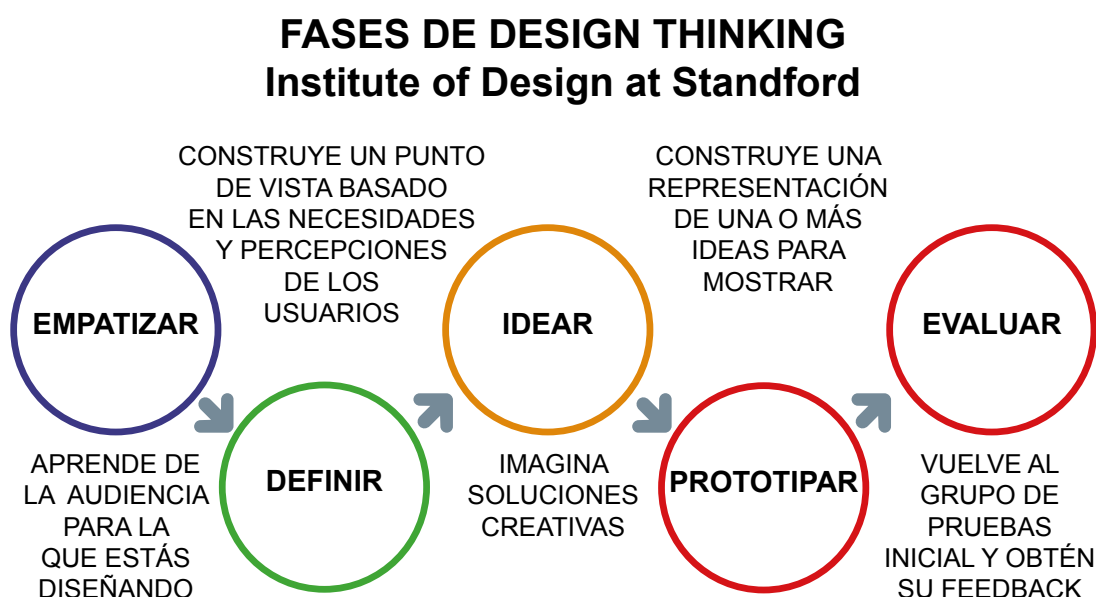 FASES DE DESIGN THINKING
Institute of Design at Standford
CONSTRUYE UN PUNTO
DE VISTA BASADO
EN LAS NECESIDADES
Y PERCEPCIONES
DE LOS
USUARIOS
CONSTRUYE UNA
REPRESENTACIÓN
DE UNA O MÁS
IDEAS PARA
MOSTRAR
EMPATIZAR
IDEAR
EVALUAR
DEFINIR
PROTOTIPAR
APRENDE DE
LA AUDIENCIA
PARA LA
QUE ESTÁS
DISEÑANDO
IMAGINA
SOLUCIONES
CREATIVAS
VUELVE AL
GRUPO DE
PRUEBAS
INICIAL Y OBTÉN
SU FEEDBACK